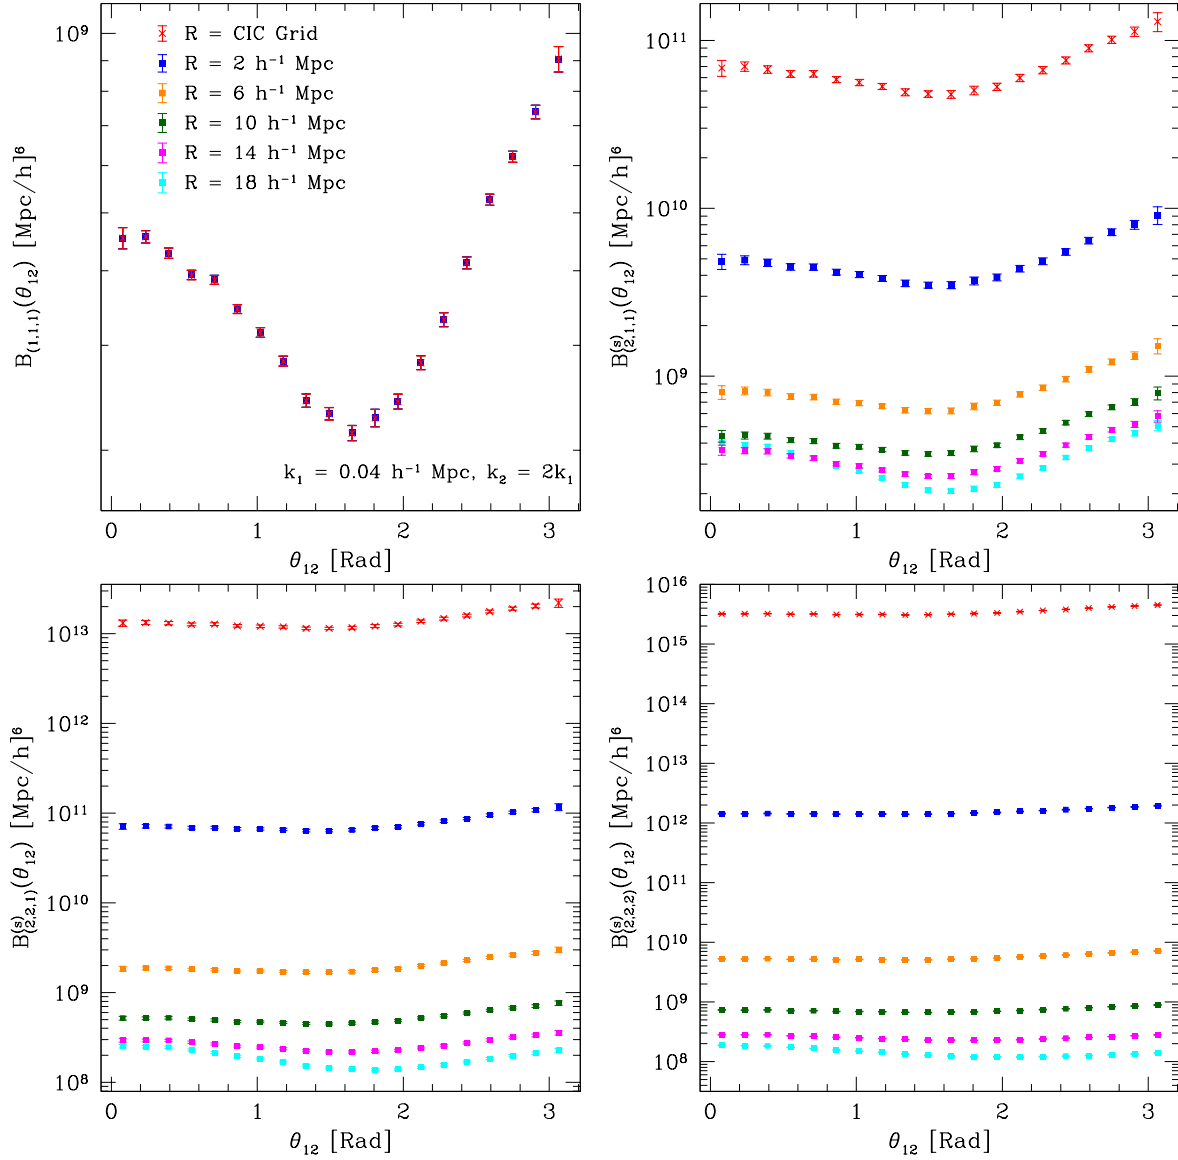 10⁹
R = CIC Grid
R = 2 h⁻¹ Mpc
R = 6 h⁻¹ Mpc
R = 10 h⁻¹ Mpc
R = 14 h⁻¹ Mpc
R = 18 h⁻¹ Mpc
k₁ = 0.04 h⁻¹ Mpc, k₂ = 2k₁
B(1,1,1)(θ₁₂) [Mpc/h]⁶
0 1 2 3
θ₁₂ [Rad]
10¹¹
10¹⁰
10⁹
B(s)(2,1,1)(θ₁₂) [Mpc/h]⁶
0 1 2 3
θ₁₂ [Rad]
10¹³
10¹²
10¹¹
10¹⁰
10⁹
10⁸
B(s)(2,2,1)(θ₁₂) [Mpc/h]⁶
0 1 2 3
θ₁₂ [Rad]
10¹⁶
10¹⁵
10¹⁴
10¹³
10¹²
10¹¹
10¹⁰
10⁹
10⁸
B(s)(2,2,2)(θ₁₂) [Mpc/h]⁶
0 1 2 3
θ₁₂ [Rad]